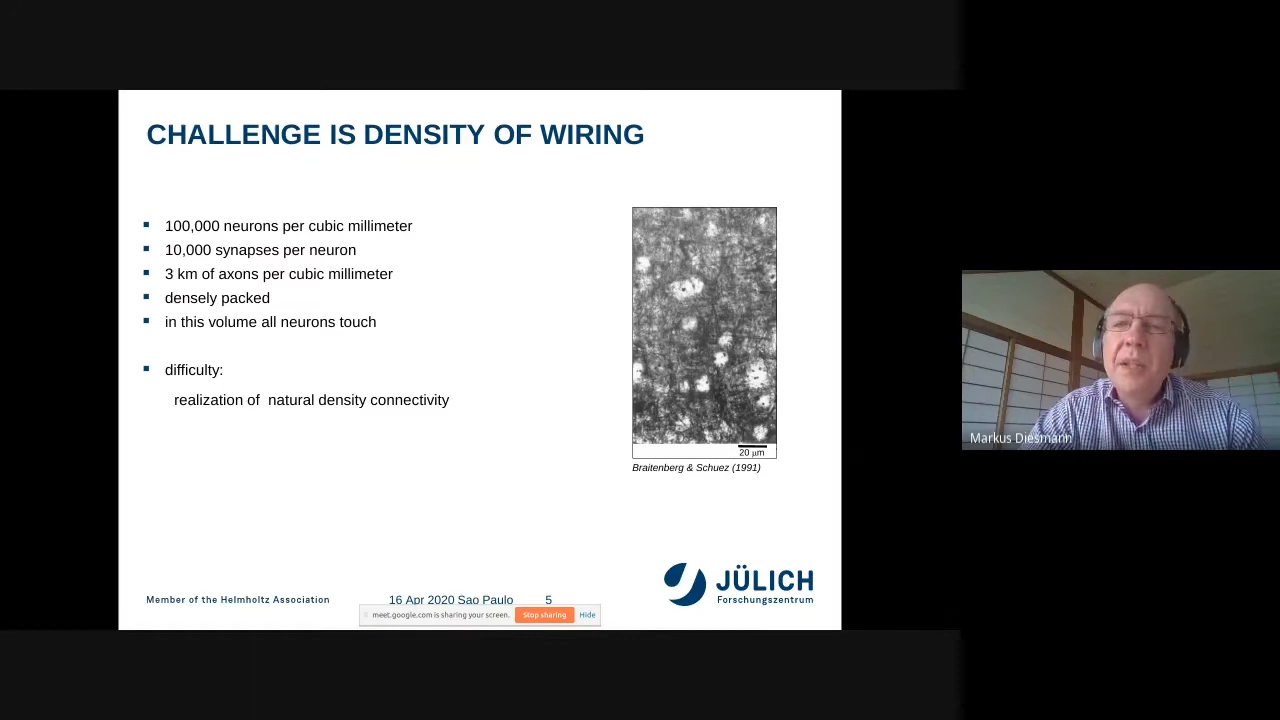 CHALLENGE IS DENSITY OF WIRING
100,000 neurons per cubic millimeter
10,000 synapses per neuron
3 km of axons per cubic millimeter
densely packed
in this volume all neurons touch
difficulty:
realization of natural density connectivity
20 µm
Braitenberg & Schuez (1991)
JÜLICH
Forschungszentrum
Member of the Helmholtz Association
16 Apr 2020 Sao Paulo
5
meet.google.com is sharing your screen.
Stop sharing
Hide
Markus Diesmann